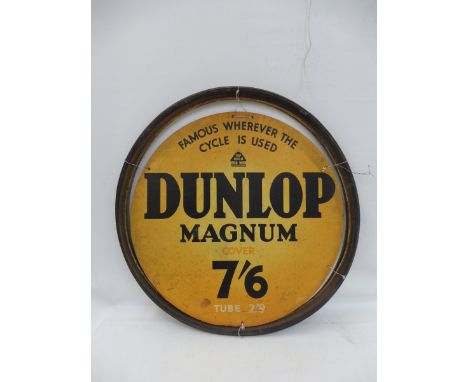 FAMOUS WHEREVER THE
CYCLE IS USED
DUNLOP
MAGNUM
COVER
7'6
TUBE 2'9